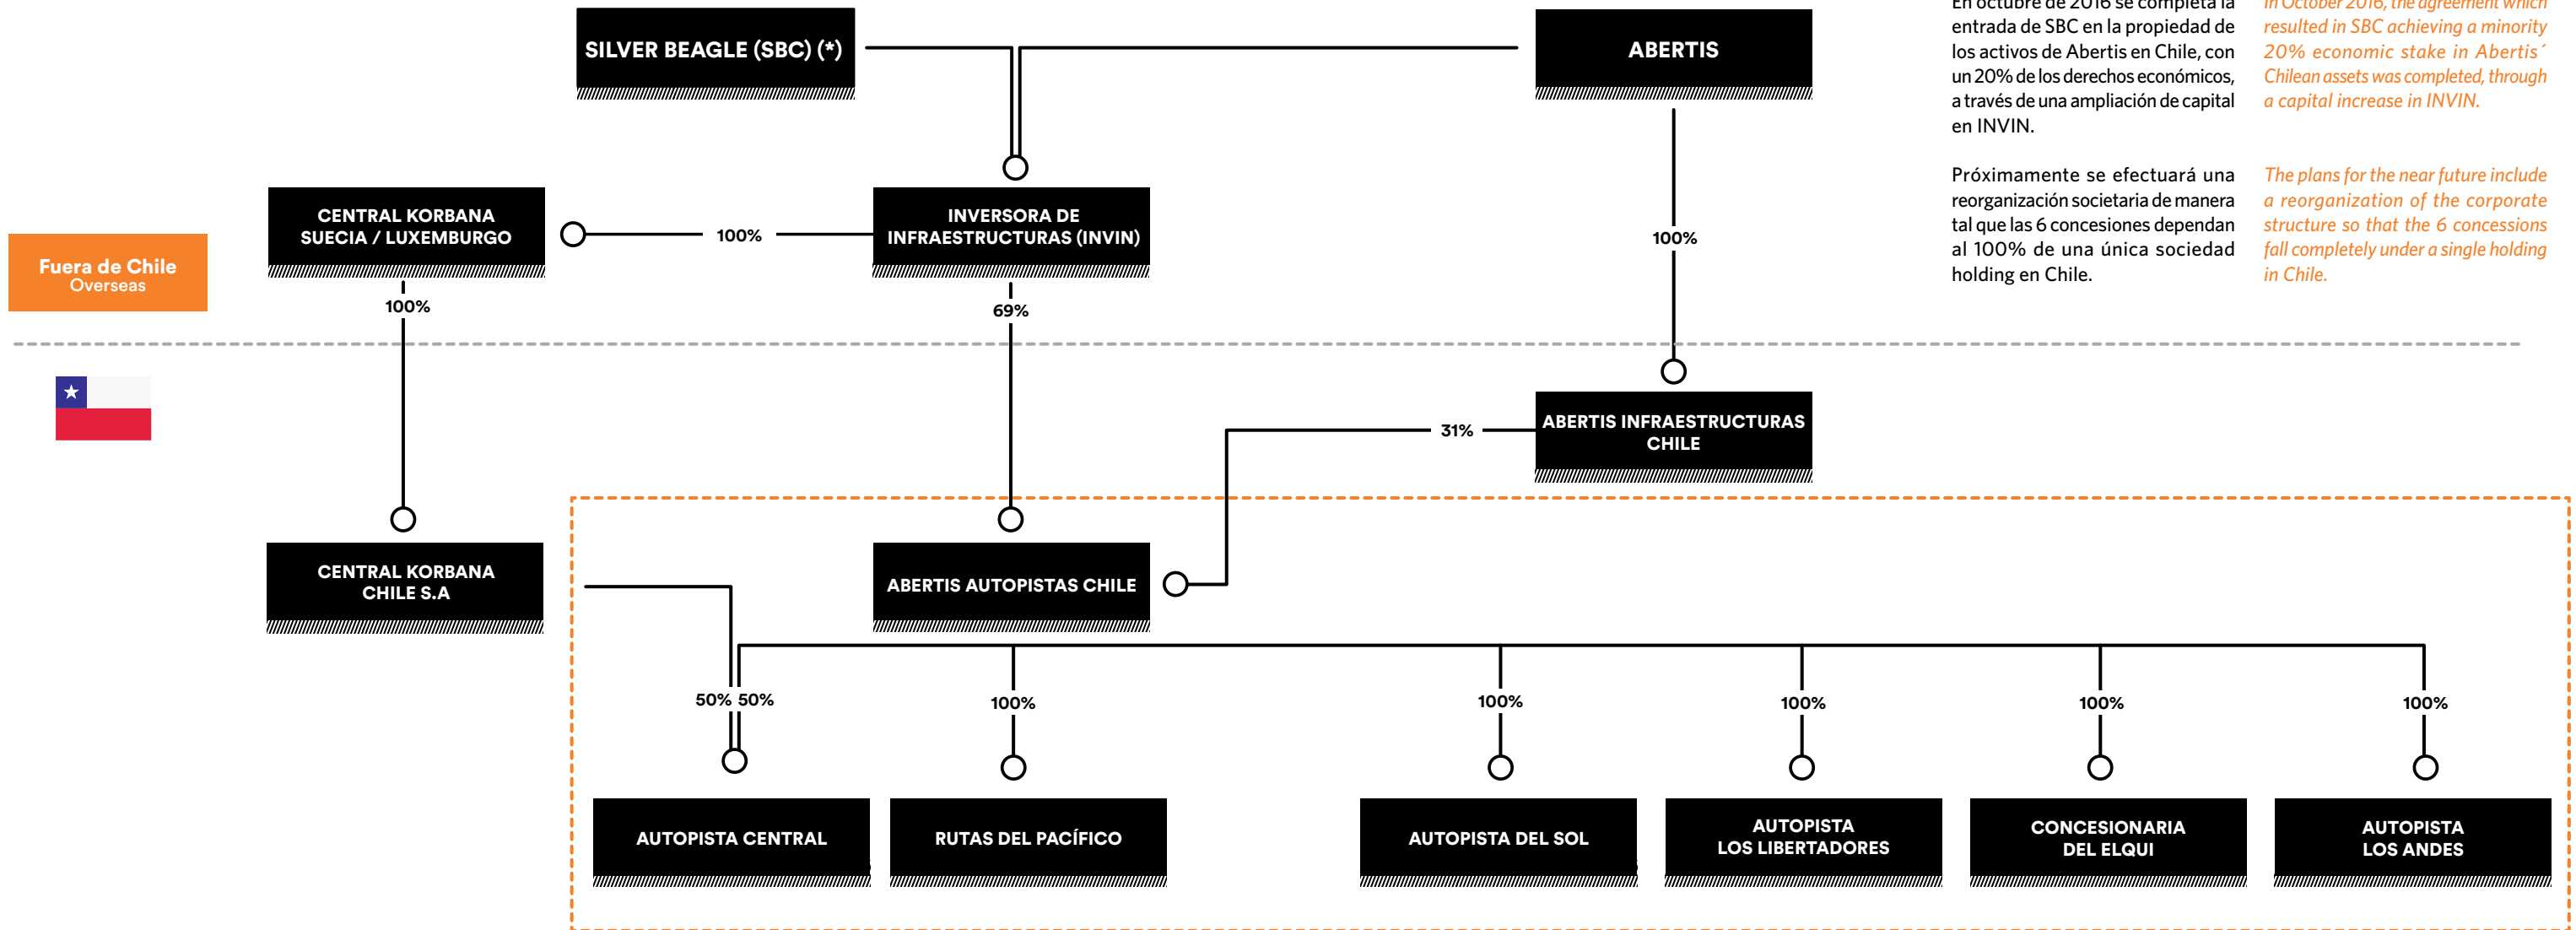 SILVER BEAGLE (SBC) (*)
ABERTIS
En octubre de 2016 se completa la
entrada de SBC en la propiedad de
los activos de Abertis en Chile, con
un 20% de los derechos económicos,
a través de una ampliación de capital
en INVIN.
Próximamente se efectuará una
reorganización societaria de manera
tal que las 6 concesiones dependan
al 100% de una única sociedad
holding en Chile.
In October 2016, the agreement which
resulted in SBC achieving a minority
20% economic stake in Abertis´
Chilean assets was completed, through
a capital increase in INVIN.
The plans for the near future include
a reorganization of the corporate
structure so that the 6 concessions
fall completely under a single holding
in Chile.
CENTRAL KORBANA
SUECIA / LUXEMBURGO
100%
INVERSORA DE
INFRAESTRUCTURAS (INVIN)
100%
Fuera de Chile
Overseas
100%
69%
ABERTIS INFRAESTRUCTURAS
CHILE
31%
CENTRAL KORBANA
CHILE S.A
ABERTIS AUTOPISTAS CHILE
50% 50%
100%
100%
100%
100%
100%
AUTOPISTA CENTRAL
RUTAS DEL PACÍFICO
AUTOPISTA DEL SOL
AUTOPISTA
LOS LIBERTADORES
CONCESIONARIA
DEL ELQUI
AUTOPISTA
LOS ANDES